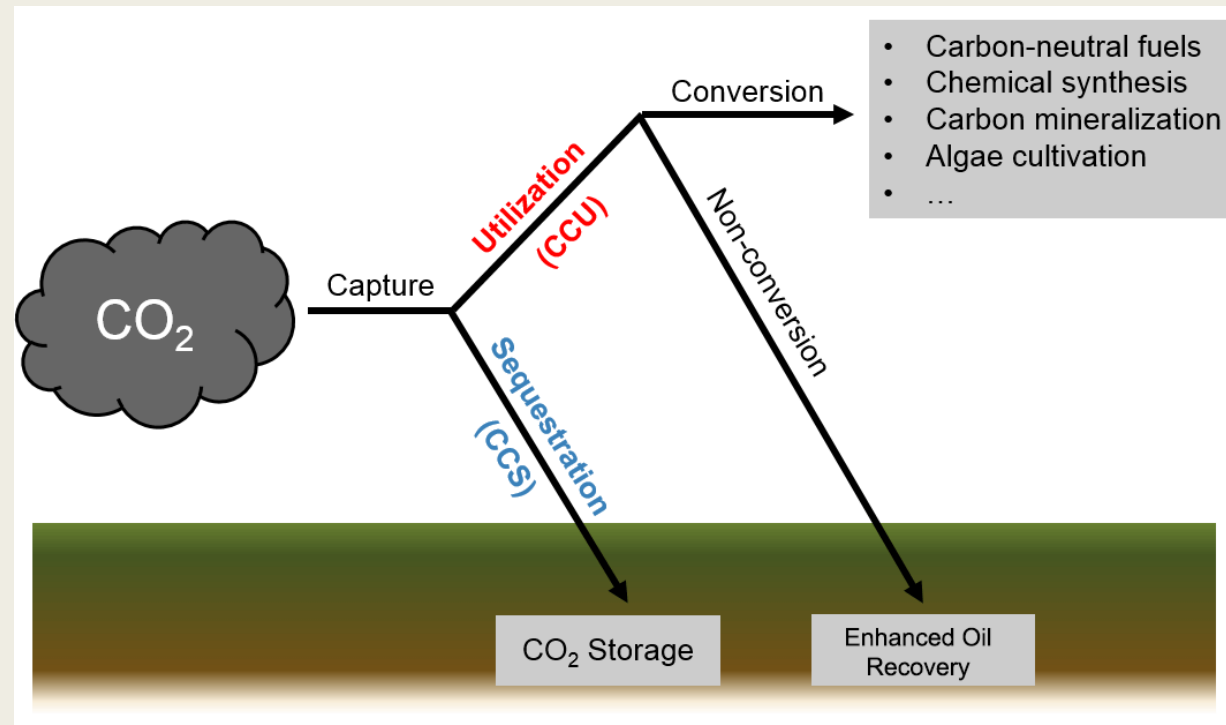 • Carbon-neutral fuels
• Chemical synthesis
• Carbon mineralization
• Algae cultivation
• …
Conversion
Utilization
(CCU)
Non-conversion
Capture
CO₂
Sequestration
(CCS)
CO₂ Storage
Enhanced Oil
Recovery